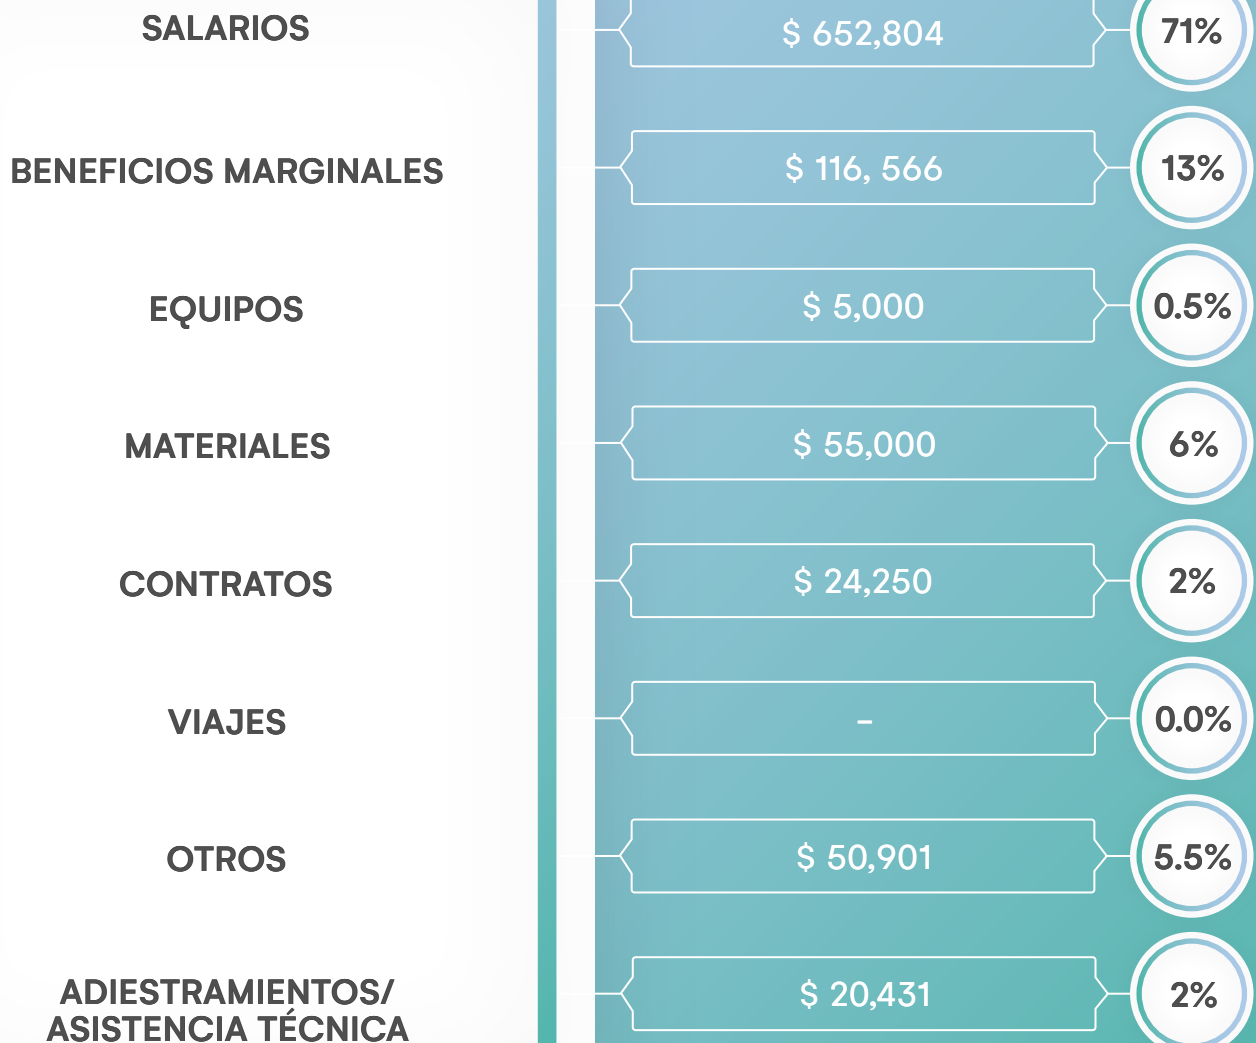 SALARIOS
$ 652,804
71%
BENEFICIOS MARGINALES
$ 116, 566
13%
EQUIPOS
$ 5,000
0.5%
MATERIALES
$ 55,000
6%
CONTRATOS
$ 24,250
2%
VIAJES
–
0.0%
OTROS
$ 50,901
5.5%
ADIESTRAMIENTOS/
ASISTENCIA TÉCNICA
$ 20,431
2%